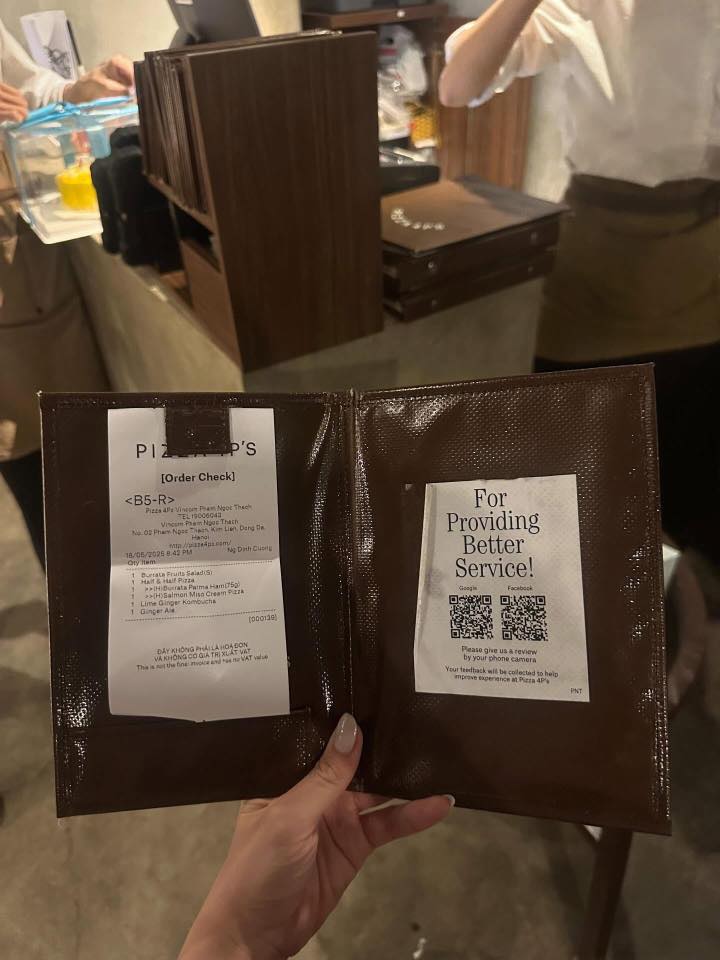 PIZZA 4P'S
[Order Check]
<B5-R>
Pizza 4Ps Vincom Pham Ngoc Thach
TEL 19006043
Vincom Pham Ngoc Thach
No. 02 Pham Ngoc Thach, Kim Lien, Dong Da,
Hanoi
http://pizza4ps.com/
18/05/2025 8:42 PM Ng Dinh Cuong
Qty Item
1 Burrata Fruits Salad(S)
1 Half & Half Pizza
1 >>(H)Burrata Parma Ham(75g)
1 >>(H)Salmon Miso Cream Pizza
1 Lime Ginger Kombucha
1 Ginger Ale
[000139]
ĐÂY KHÔNG PHẢI LÀ HOÁ ĐƠN
VÀ KHÔNG CÓ GIÁ TRỊ XUẤT VAT
This is not the final invoice and has no VAT value
For
Providing
Better
Service!
Google Facebook
Please give us a review
by your phone camera
Your feedback will be collected to help
improve experience at Pizza 4P's
PNT